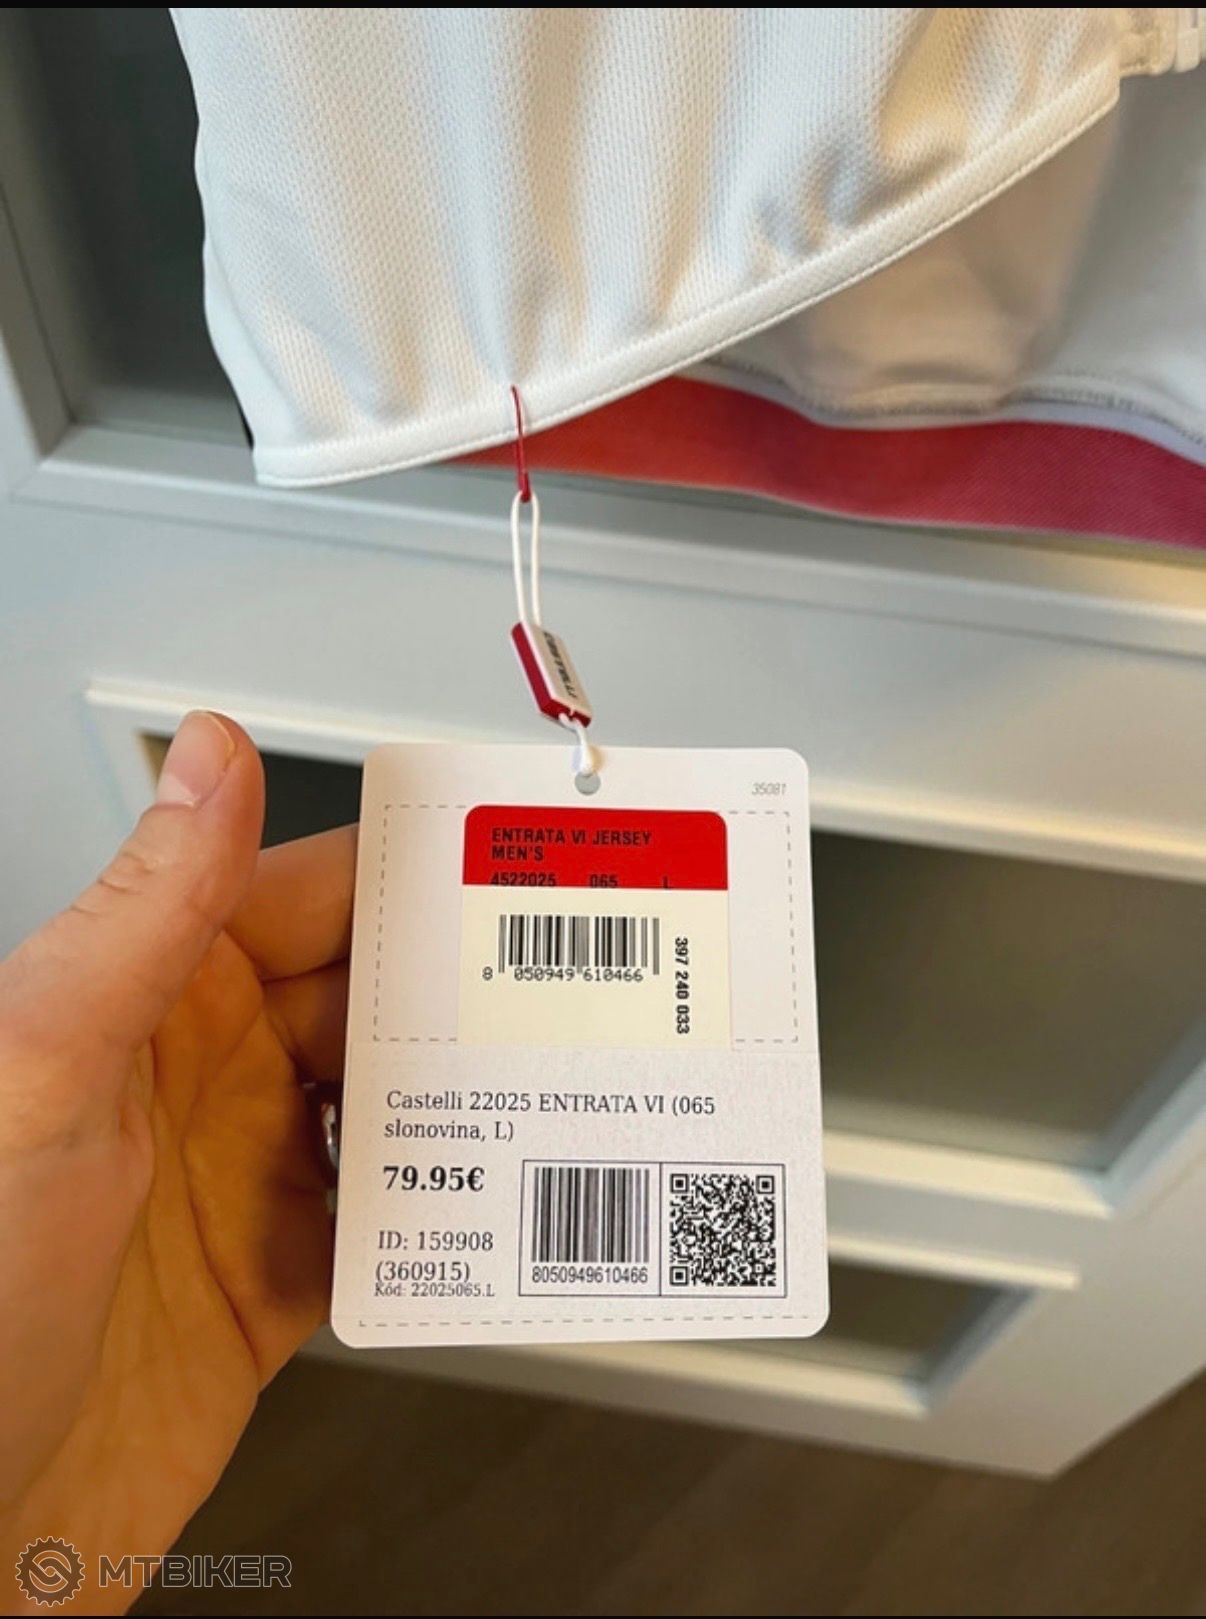 CASTELLI
35081
ENTRATA VI JERSEY
MEN'S
4522025 065 L
8 050949 610466
397 240 033
Castelli 22025 ENTRATA VI (065
slonovina, L)
79.95€
ID: 159908
(360915)
Kód: 22025065.L
8050949610466
MTBIKER